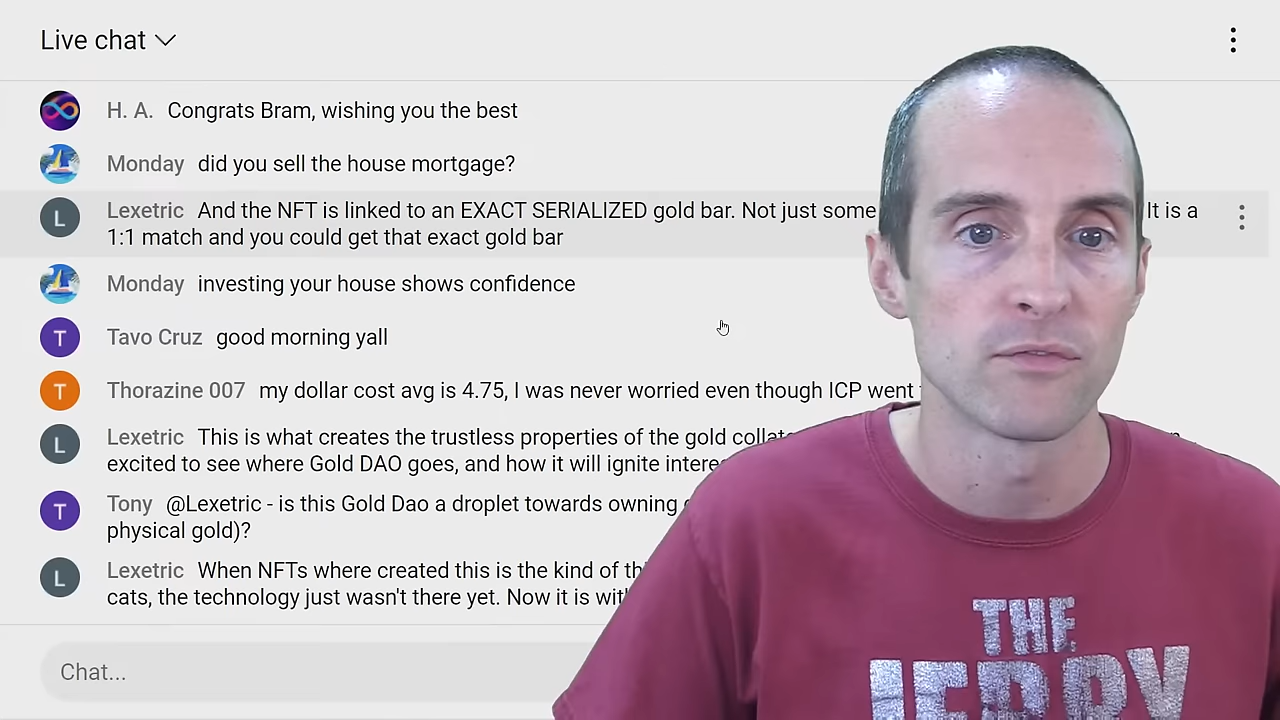 Live chat
H. A. Congrats Bram, wishing you the best
Monday did you sell the house mortgage?
L Lexetric And the NFT is linked to an EXACT SERIALIZED gold bar. Not just some It is a
1:1 match and you could get that exact gold bar
Monday investing your house shows confidence
T Tavo Cruz good morning yall
T Thorazine 007 my dollar cost avg is 4.75, I was never worried even though ICP went
L Lexetric This is what creates the trustless properties of the gold
excited to see where Gold DAO goes, and how it will ignite
T Tony @Lexetric - is this Gold Dao a droplet towards owning
physical gold)?
L Lexetric When NFTs where created this is the kind of
cats, the technology just wasn't there yet. Now it is
Chat...
THE
JERRY